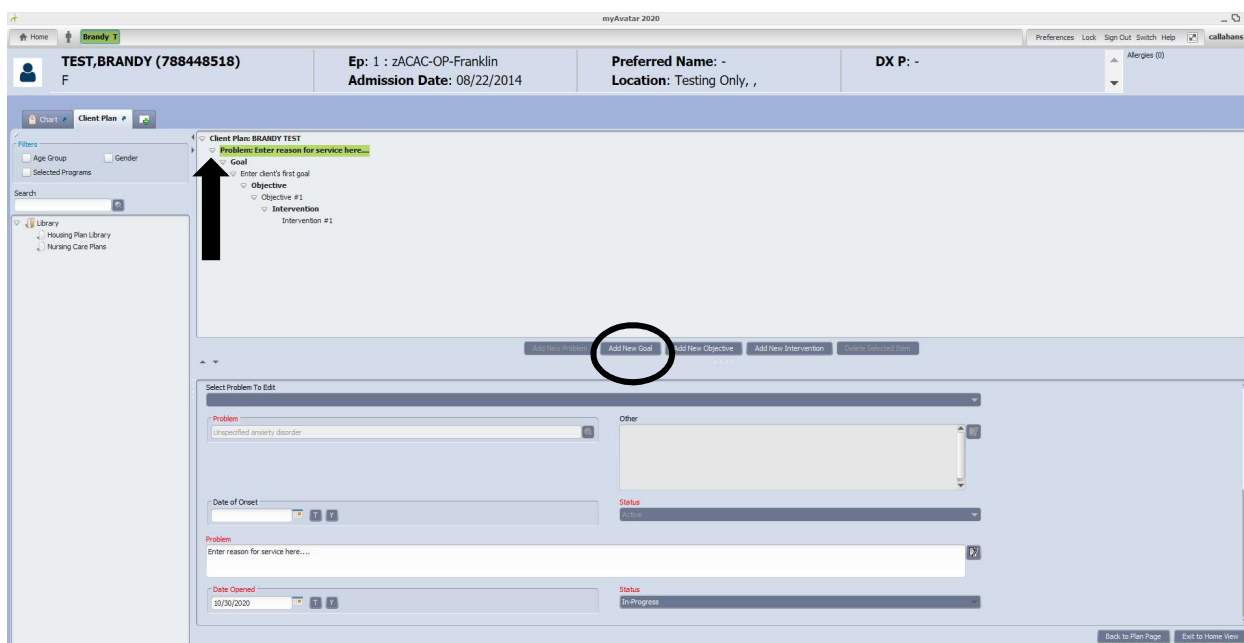 myAvatar 2020
Home Brandy T Preferences Lock Sign Out Switch Help callahans
TEST,BRANDY (788448518) Ep: 1 : zACAC-OP-Franklin Preferred Name: - DX P: - Allergies (0)
F Admission Date: 08/22/2014 Location: Testing Only, ,
Chart Client Plan
Filters
Age Group Gender
Selected Programs
Search
Library
Housing Plan Library
Nursing Care Plans
Client Plan: BRANDY TEST
Problem: Enter reason for service here....
Goal
Enter client's first goal
Objective
Objective #1
Intervention
Intervention #1
Add New Problem Add New Goal Add New Objective Add New Intervention Delete Selected Item
Select Problem To Edit
Problem Other
Unspecified anxiety disorder
Date of Onset Status
T Y Active
Problem
Enter reason for service here....
Date Opened Status
10/30/2020 T Y In-Progress
Back to Plan Page Exit to Home View